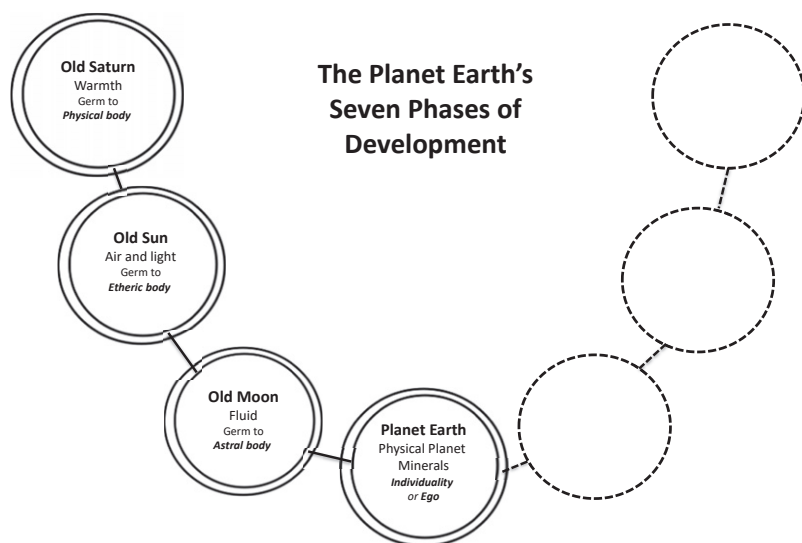 Old Saturn
Warmth
Germ to
Physical body
The Planet Earth’s
Seven Phases of
Development
Old Sun
Air and light
Germ to
Etheric body
Old Moon
Fluid
Germ to
Astral body
Planet Earth
Physical Planet
Minerals
Individuality
or Ego